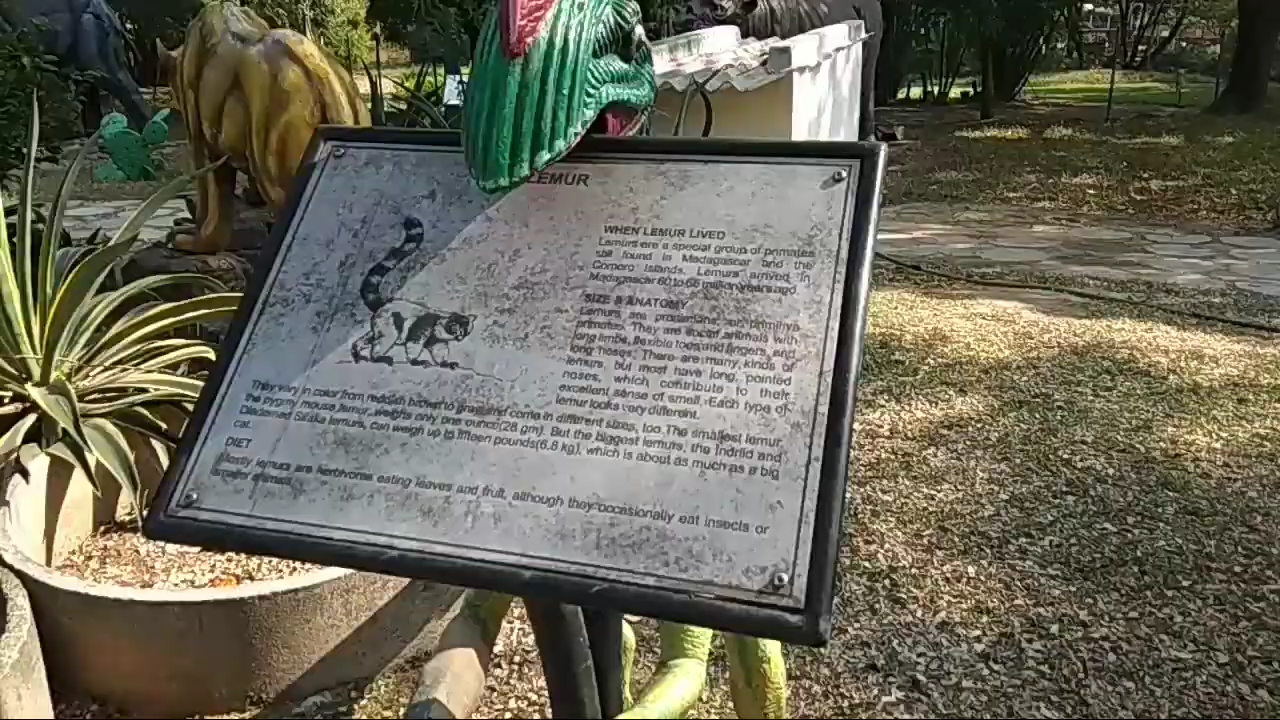 LEMUR
WHEN LEMUR LIVED
Lemurs are a special group of primates
still found in Madagascar and the
Comoro Islands. Lemurs arrived in
Madagascar 60 to 65 million years ago.
SIZE & ANATOMY
Lemurs are prosimians, or primitive
primates. They are social animals with
long limbs, flexible toes and fingers, and
long noses. There are many kinds of
lemurs, but most have long, pointed
noses, which contribute to their
excellent sense of smell. Each type of
lemur looks very different.
They vary in color from reddish brown to gray and come in different sizes, too. The smallest lemur,
the pygmy mouse lemur, weighs only one ounce(28 gm). But the biggest lemurs, the Indriid and
Diademed Sifaka lemurs, can weigh up to fifteen pounds(6.8 kg), which is about as much as a big
cat.
DIET
Mostly lemurs are herbivores eating leaves and fruit, although they occasionally eat insects or
animals.